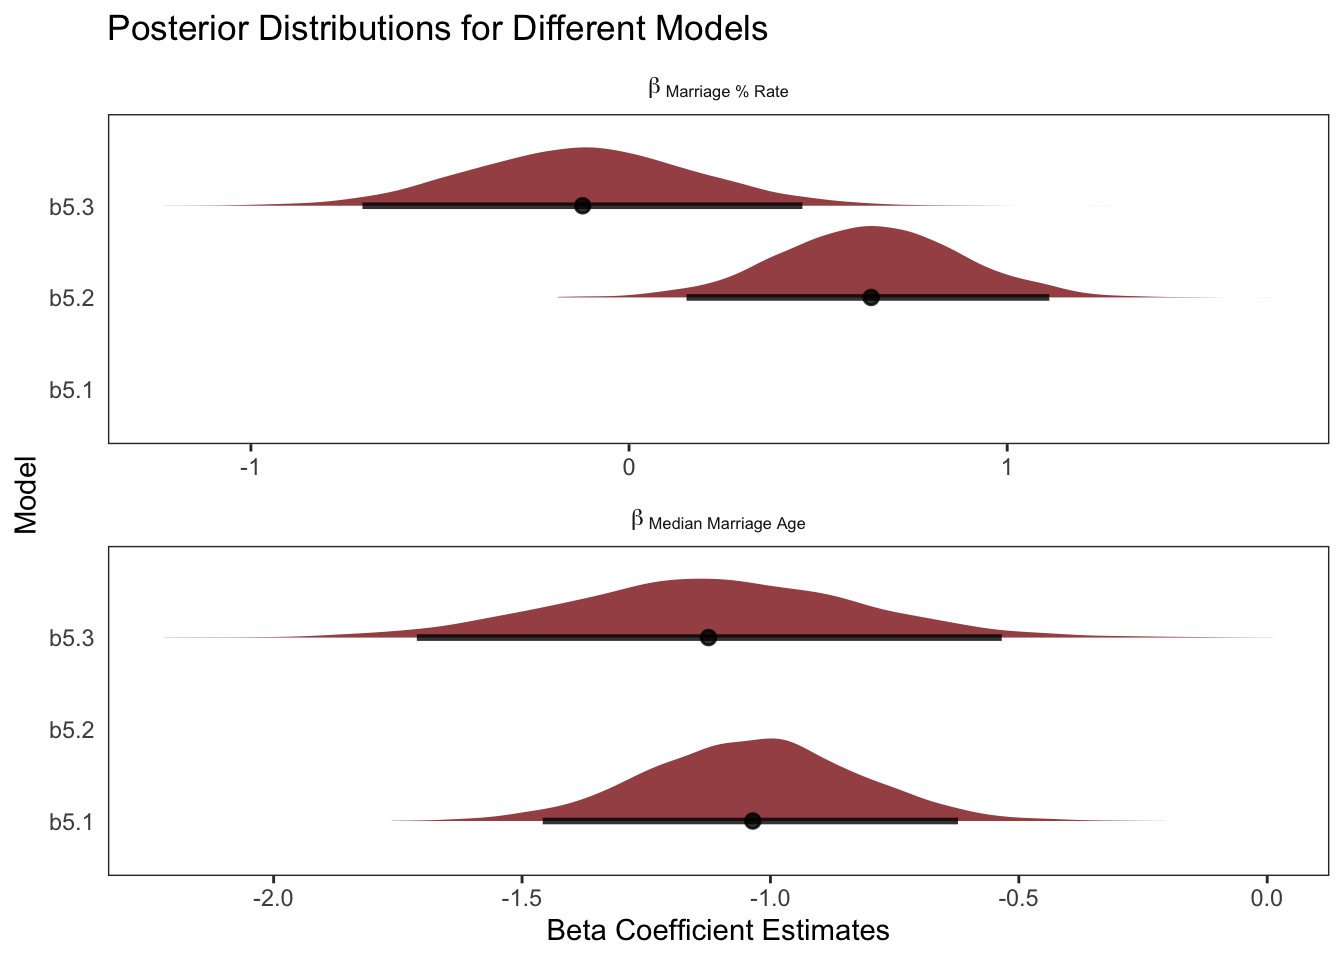 Posterior Distributions for Different Models
β Marriage % Rate
b5.3
b5.2
b5.1
-1 0 1
Model
β Median Marriage Age
b5.3
b5.2
b5.1
-2.0 -1.5 -1.0 -0.5 0.0
Beta Coefficient Estimates